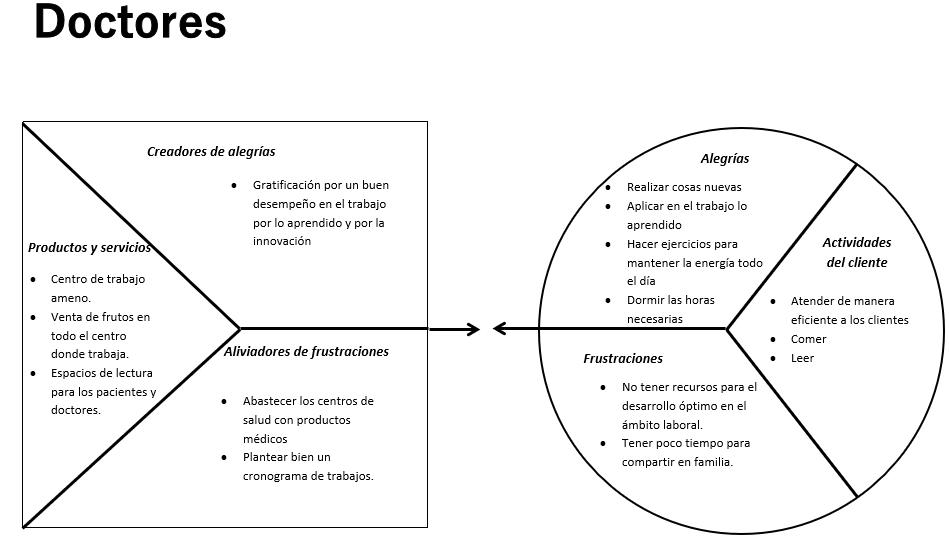 Doctores
Creadores de alegrías
• Gratificación por un buen
desempeño en el trabajo
por lo aprendido y por la
innovación
Productos y servicios
• Centro de trabajo
ameno.
• Venta de frutos en
todo el centro
donde trabaja.
• Espacios de lectura
para los pacientes y
doctores.
Aliviadores de frustraciones
• Abastecer los centros de
salud con productos
médicos
• Plantear bien un
cronograma de trabajos.
Alegrías
• Realizar cosas nuevas
• Aplicar en el trabajo lo
aprendido
• Hacer ejercicios para
mantener la energía todo
el día
• Dormir las horas
necesarias
Actividades
del cliente
• Atender de manera
eficiente a los clientes
• Comer
• Leer
Frustraciones
• No tener recursos para el
desarrollo óptimo en el
ámbito laboral.
• Tener poco tiempo para
compartir en familia.